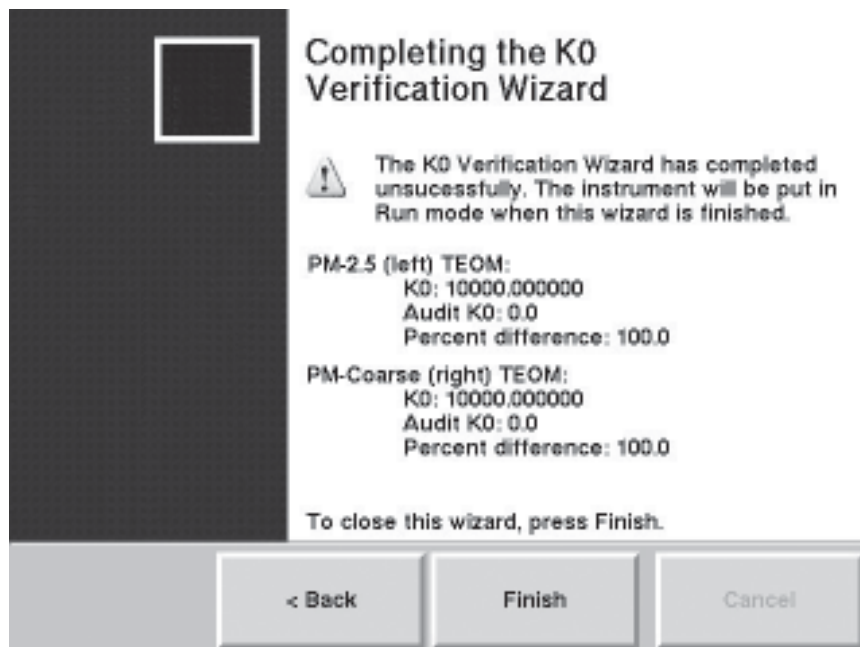 Completing the K0
Verification Wizard
The K0 Verification Wizard has completed
unsucessfully. The instrument will be put in
Run mode when this wizard is finished.
PM-2.5 (left) TEOM:
K0: 10000.000000
Audit K0: 0.0
Percent difference: 100.0
PM-Coarse (right) TEOM:
K0: 10000.000000
Audit K0: 0.0
Percent difference: 100.0
To close this wizard, press Finish.
< Back
Finish
Cancel